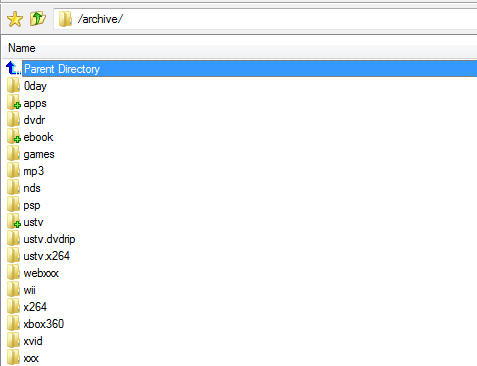 /archive/
Name
Parent Directory
0day
apps
dvdr
ebook
games
mp3
nds
psp
ustv
ustv.dvdrip
ustv.x264
webxxx
wii
x264
xbox360
xvid
xxx